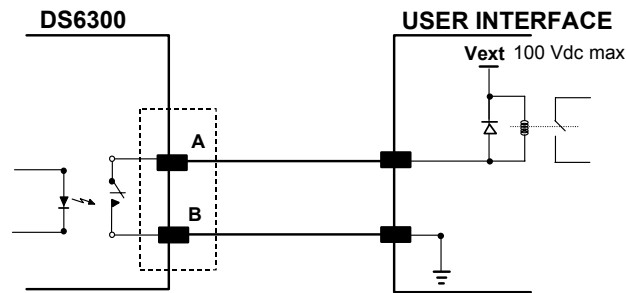 DS6300
USER INTERFACE
Vext 100 Vdc max
A
B